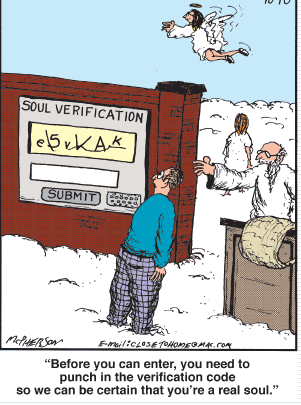 SOUL VERIFICATION
e\5vKAk
SUBMIT
McPHERSON
E-mail:CLOSETOHOME@MAC.COM
"Before you can enter, you need to
punch in the verification code
so we can be certain that you're a real soul."